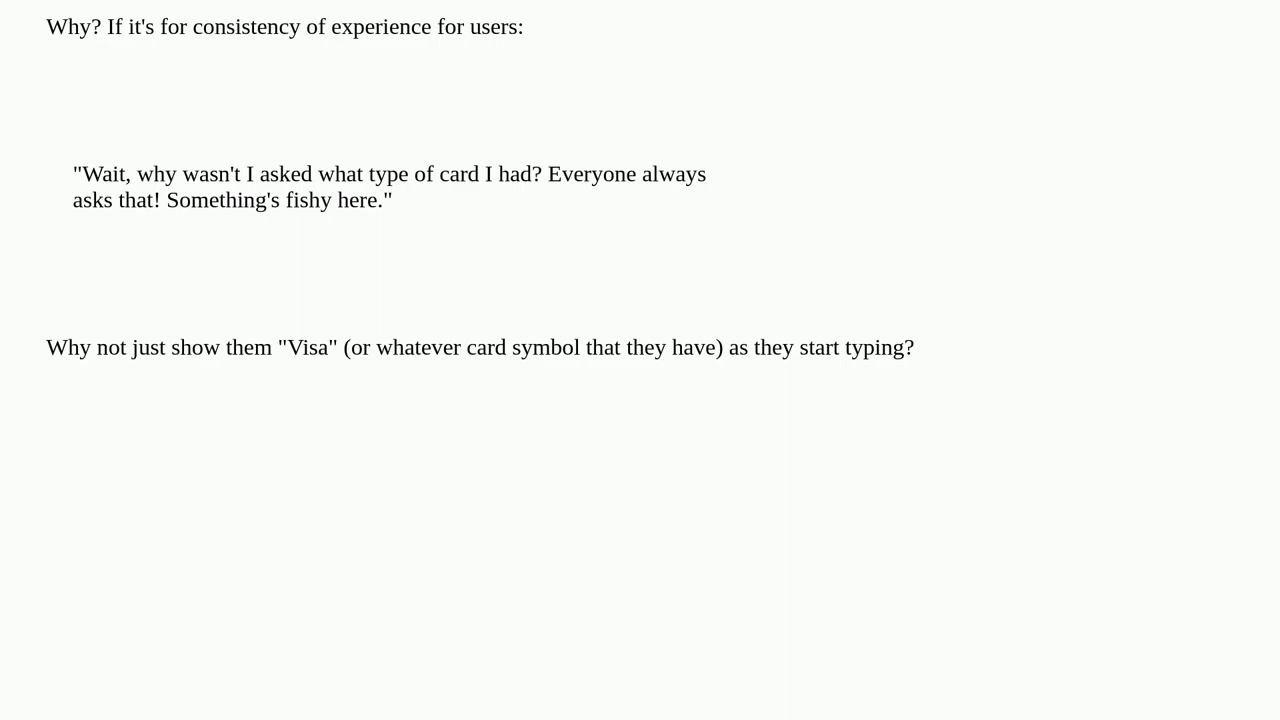 Why? If it's for consistency of experience for users:
"Wait, why wasn't I asked what type of card I had? Everyone always
asks that! Something's fishy here."
Why not just show them "Visa" (or whatever card symbol that they have) as they start typing?